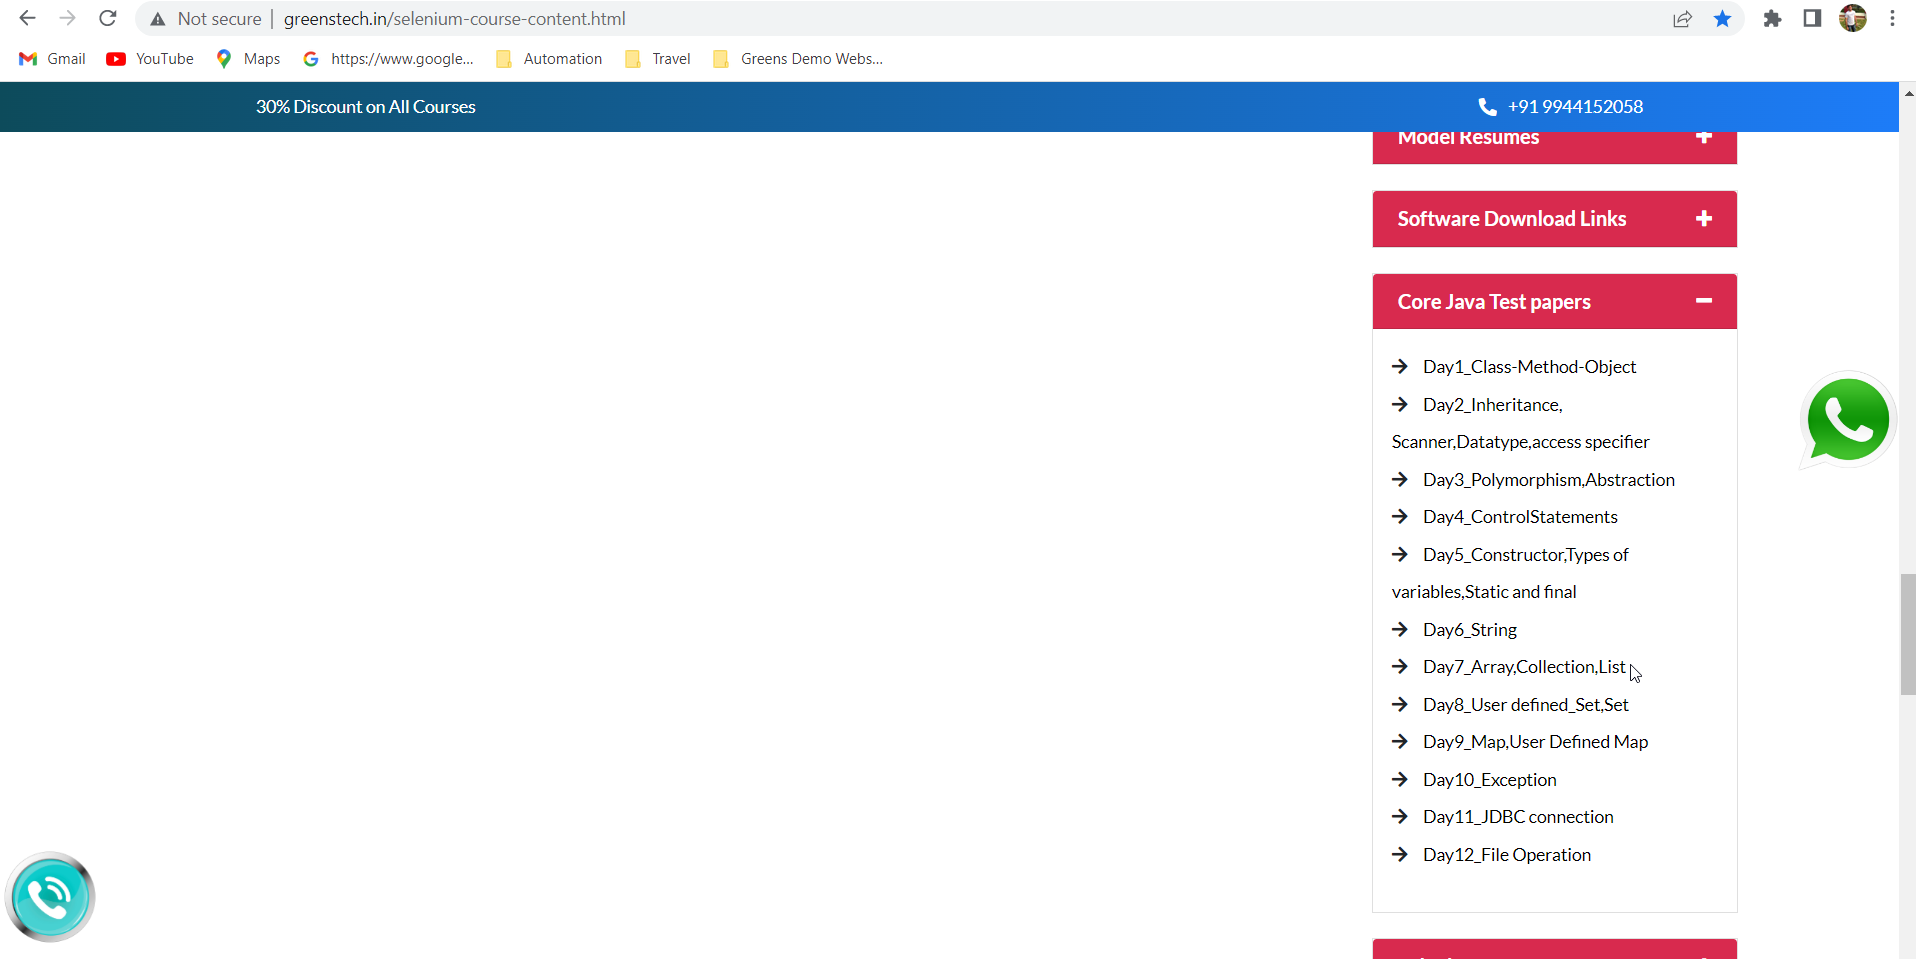 Not secure | greenstech.in/selenium-course-content.html
Gmail YouTube Maps https://www.google... Automation Travel Greens Demo Webs...
30% Discount on All Courses +91 9944152058
Model Resumes
Software Download Links
Core Java Test papers
Day1_Class-Method-Object
Day2_Inheritance,
Scanner,Datatype,access specifier
Day3_Polymorphism,Abstraction
Day4_ControlStatements
Day5_Constructor,Types of
variables,Static and final
Day6_String
Day7_Array,Collection,List
Day8_User defined_Set,Set
Day9_Map,User Defined Map
Day10_Exception
Day11_JDBC connection
Day12_File Operation